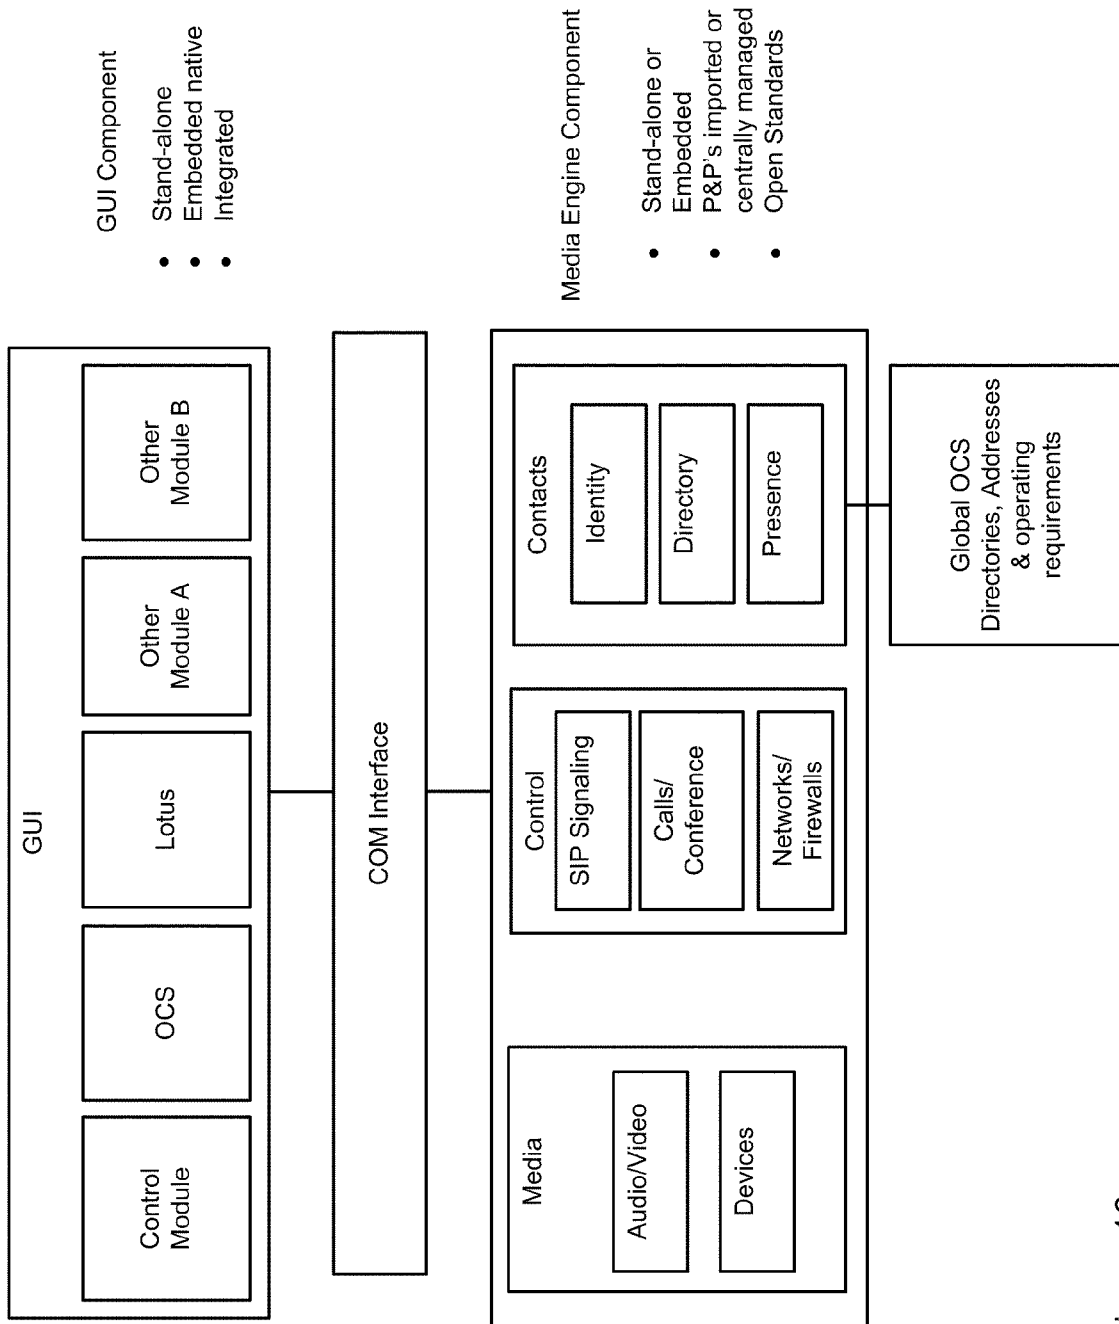 GUI
Control
Module
OCS
Lotus
Other
Module A
Other
Module B
GUI Component
• Stand-alone
• Embedded native
• Integrated
COM Interface
Media
Audio/Video
Devices
Control
SIP Signaling
Calls/
Conference
Networks/
Firewalls
Contacts
Identity
Directory
Presence
Media Engine Component
• Stand-alone or
Embedded
• P&P's imported or
centrally managed
• Open Standards
Global OCS
Directories, Addresses
& operating
requirements